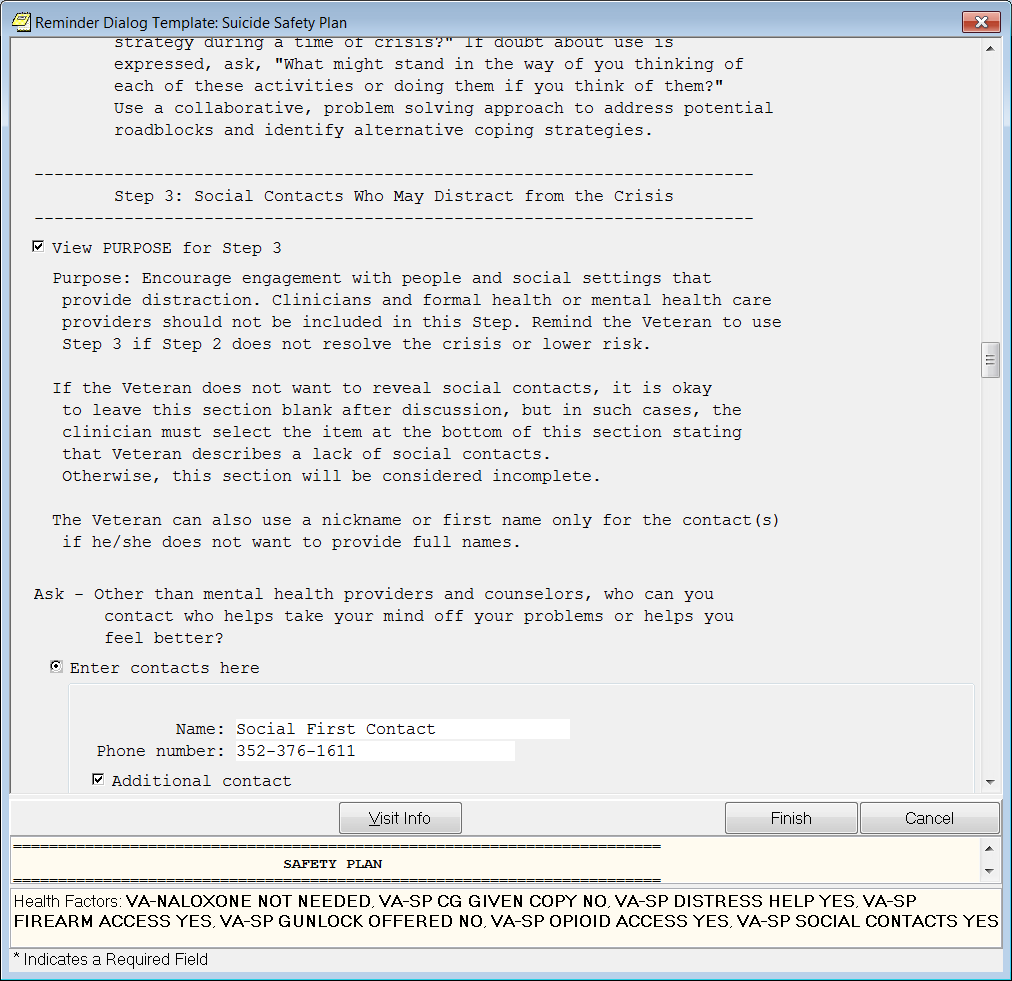 Reminder Dialog Template: Suicide Safety Plan
strategy during a time of crisis?" If doubt about use is
expressed, ask, "What might stand in the way of you thinking of
each of these activities or doing them if you think of them?"
Use a collaborative, problem solving approach to address potential
roadblocks and identify alternative coping strategies.
------------------------------------------------------------------------
Step 3: Social Contacts Who May Distract from the Crisis
------------------------------------------------------------------------
View PURPOSE for Step 3
Purpose: Encourage engagement with people and social settings that
provide distraction. Clinicians and formal health or mental health care
providers should not be included in this Step. Remind the Veteran to use
Step 3 if Step 2 does not resolve the crisis or lower risk.
If the Veteran does not want to reveal social contacts, it is okay
to leave this section blank after discussion, but in such cases, the
clinician must select the item at the bottom of this section stating
that Veteran describes a lack of social contacts.
Otherwise, this section will be considered incomplete.
The Veteran can also use a nickname or first name only for the contact(s)
if he/she does not want to provide full names.
Ask - Other than mental health providers and counselors, who can you
contact who helps take your mind off your problems or helps you
feel better?
Enter contacts here
Name: Social First Contact
Phone number: 352-376-1611
Additional contact
Visit Info Finish Cancel
========================================================================
SAFETY PLAN
========================================================================
Health Factors: VA-NALOXONE NOT NEEDED, VA-SP CG GIVEN COPY NO, VA-SP DISTRESS HELP YES, VA-SP
FIREARM ACCESS YES, VA-SP GUNLOCK OFFERED NO, VA-SP OPIOID ACCESS YES, VA-SP SOCIAL CONTACTS YES
* Indicates a Required Field